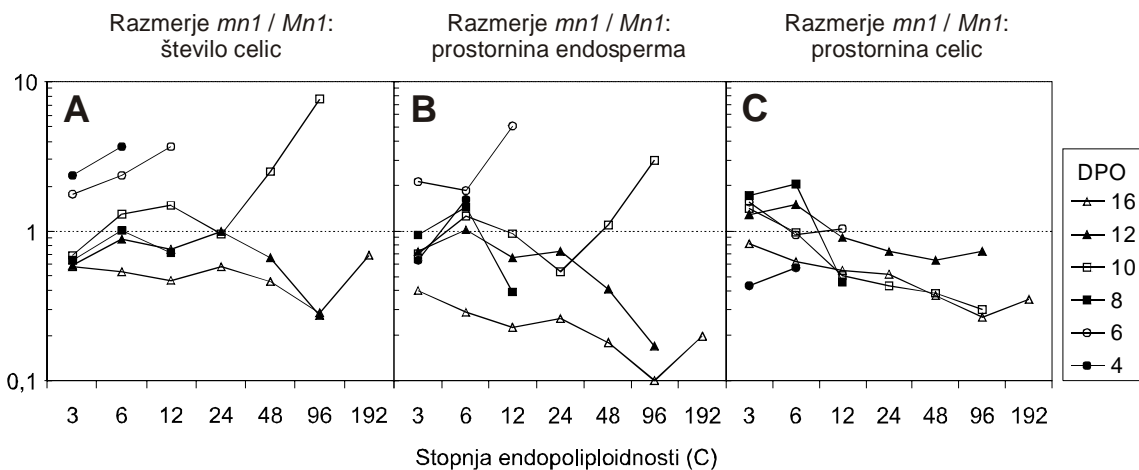 Razmerje mn1 / Mn1:
število celic
Razmerje mn1 / Mn1:
prostornina endosperma
Razmerje mn1 / Mn1:
prostornina celic
10
1
0,1
A
B
C
3 6 12 24 48 96 192
3 6 12 24 48 96 192
3 6 12 24 48 96 192
Stopnja endopoliploidnosti (C)
DPO
16
12
10
8
6
4